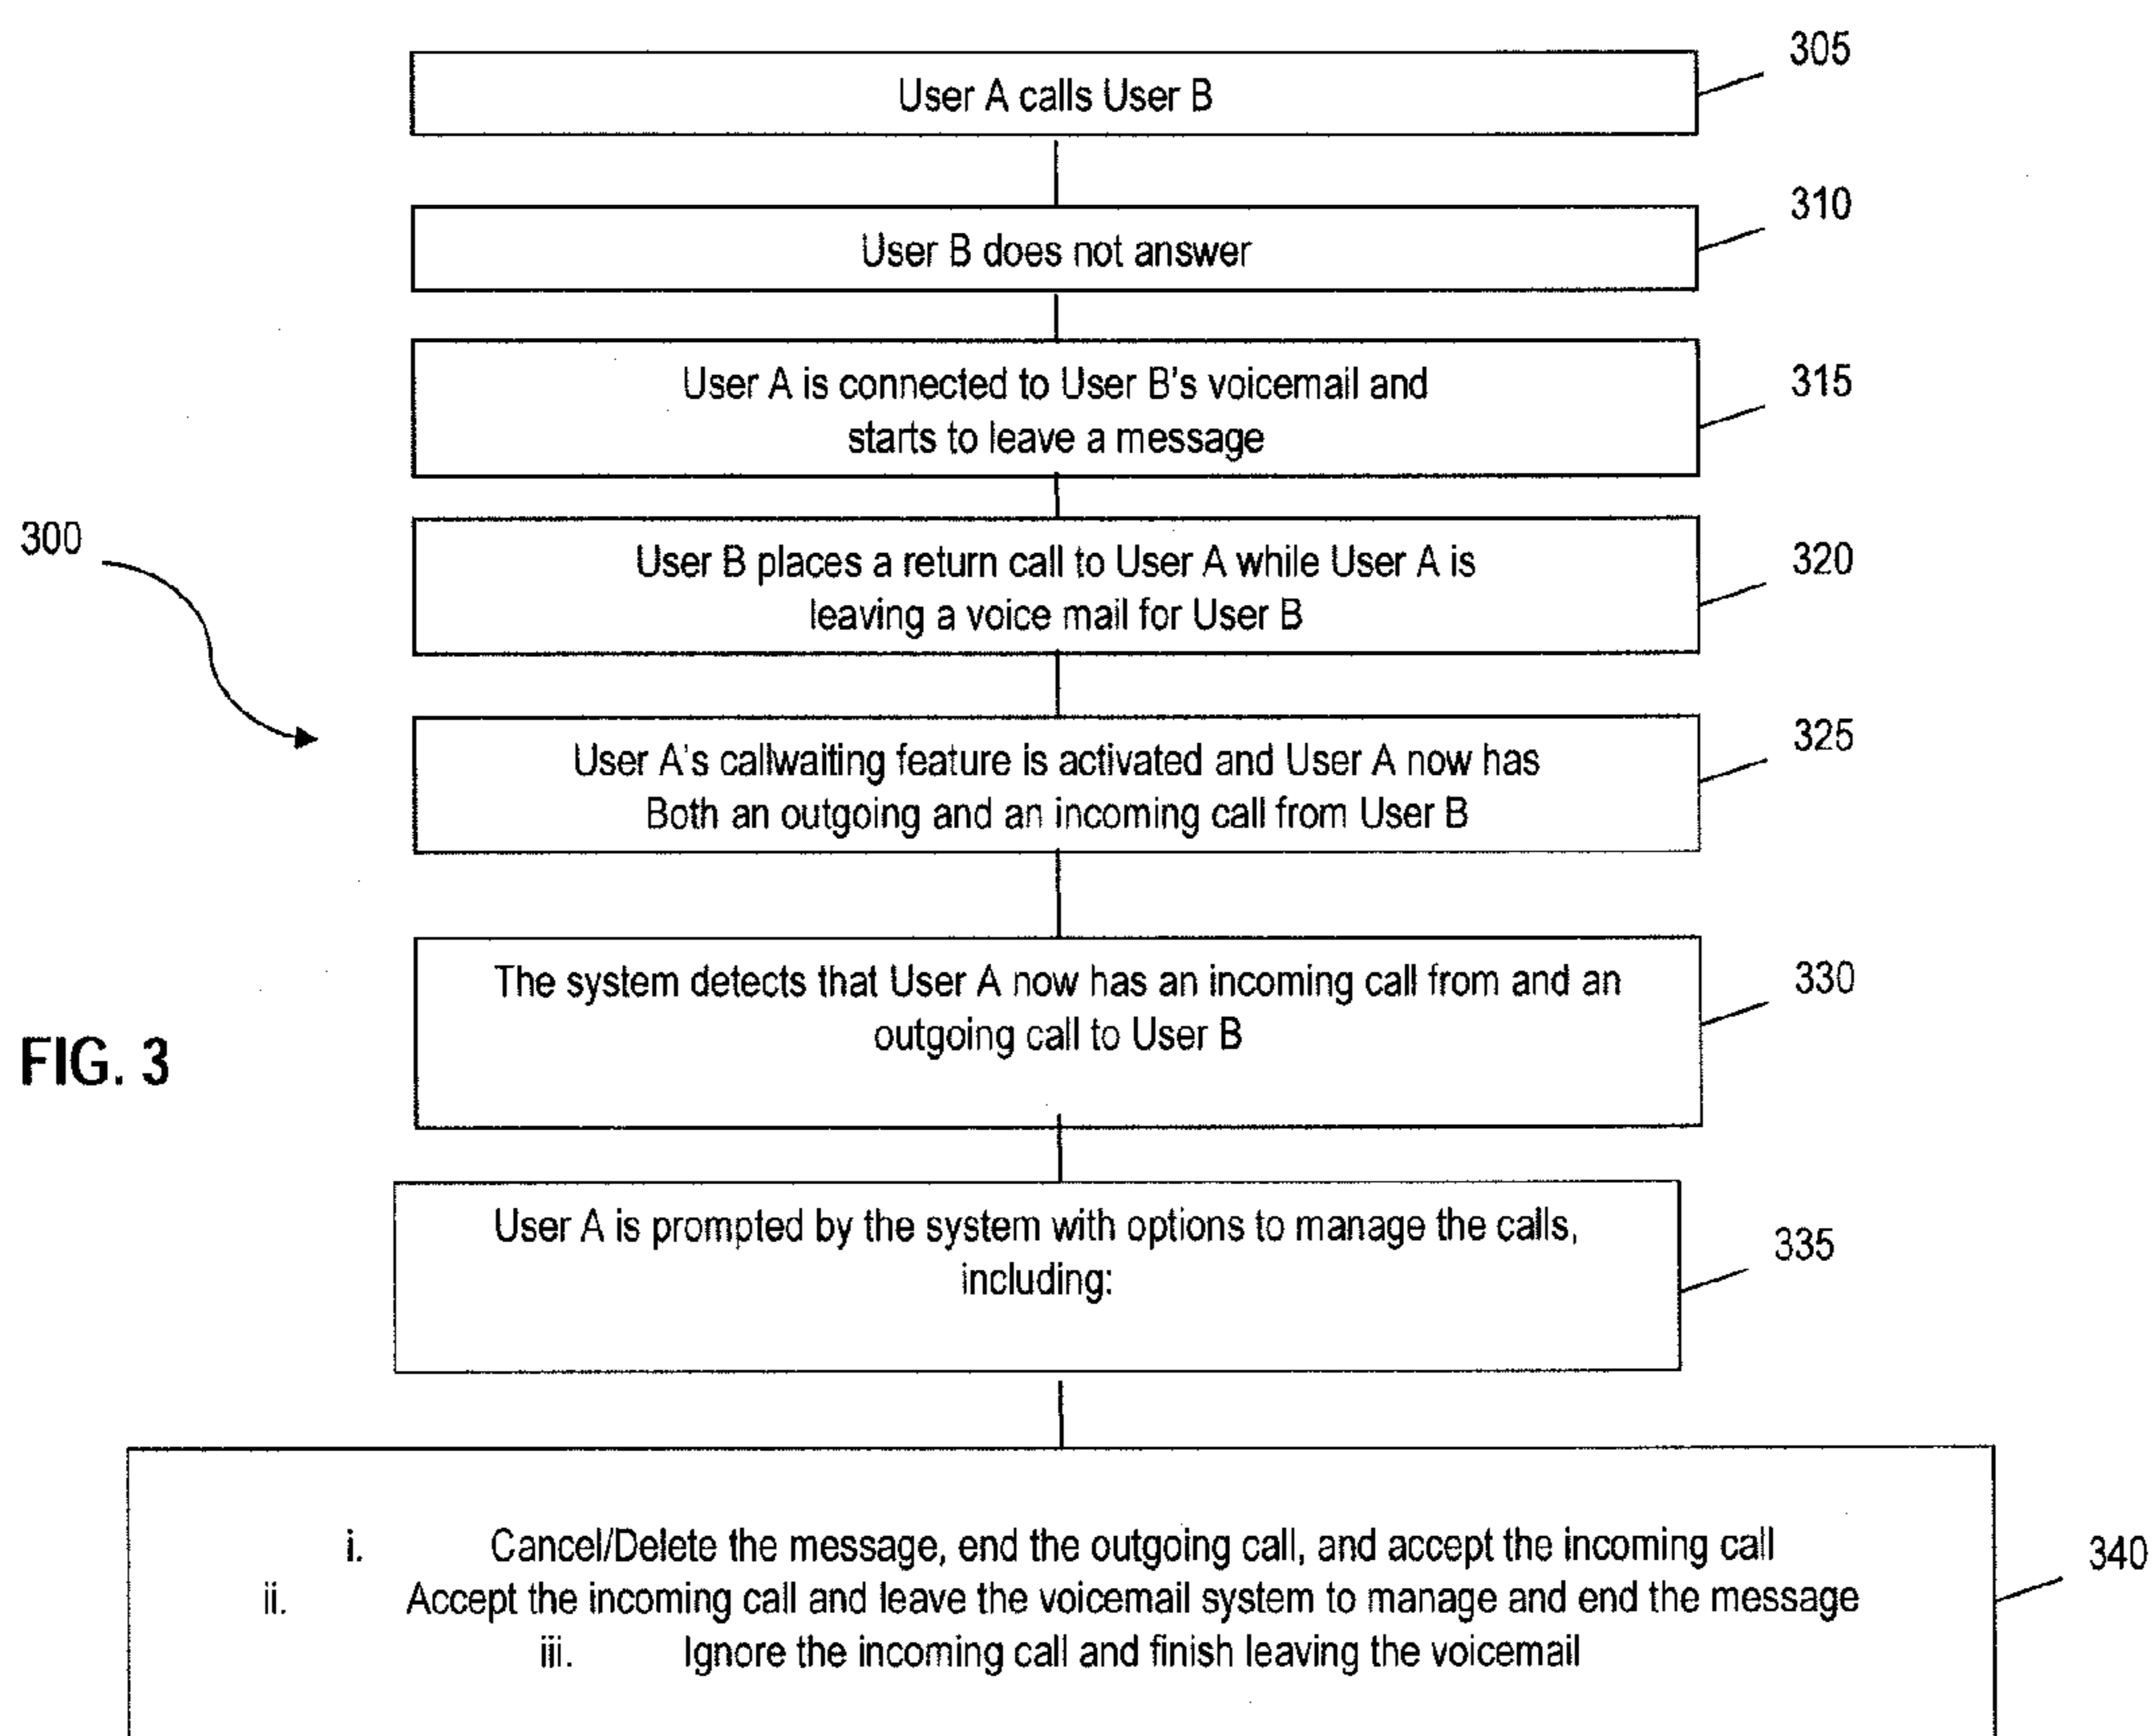 305
User A calls User B
310
User B does not answer
315
User A is connected to User B's voicemail and
starts to leave a message
300
320
User B places a return call to User A while User A is
leaving a voice mail for User B
325
User A's callwaiting feature is activated and User A now has
Both an outgoing and an incoming call from User B
330
The system detects that User A now has an incoming call from and an
outgoing call to User B
FIG. 3
335
User A is prompted by the system with options to manage the calls,
including:
340
i. Cancel/Delete the message, end the outgoing call, and accept the incoming call
ii. Accept the incoming call and leave the voicemail system to manage and end the message
iii. Ignore the incoming call and finish leaving the voicemail